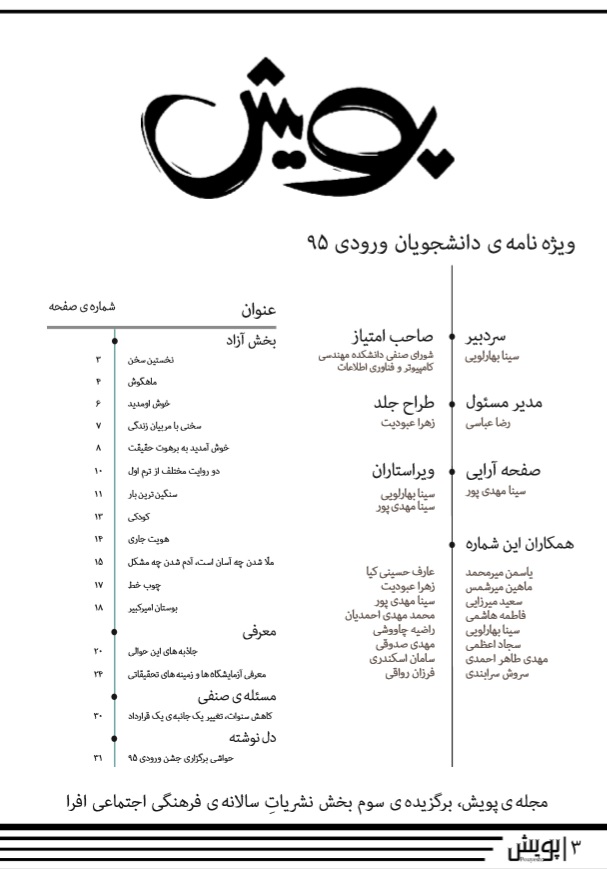 پویش
ویژه نامه ی دانشجویان ورودی ۹۵
سردبیر
سینا بهارلویی
صاحب امتیاز
شورای صنفی دانشکده مهندسی
کامپیوتر و فناوری اطلاعات
مدیر مسئول
رضا عباسی
طراح جلد
زهرا عبودیت
صفحه آرایی
سینا مهدی پور
ویراستاران
سینا بهارلویی
سینا مهدی پور
همکاران این شماره
یاسمن میرمحمد
ماهین میرشمس
سعید میرزایی
فاطمه هاشمی
سینا بهارلویی
سجاد اعظمی
مهدی طاهر احمدی
سروش سرابندی
عارف حسینی کیا
زهرا عبودیت
سینا مهدی پور
محمد مهدی احمدیان
راضیه چاووشی
مهدی صدوقی
سامان اسکندری
فرزان رواقی
عنوان شماره ی صفحه
بخش آزاد
نخستین سخن ۳
ماهگوش ۴
خوش اومدید ۶
سخنی با مربیان زندگی ۷
خوش آمدید به برهوت حقیقت ۸
دو روایت مختلف از ترم اول ۱۰
سنگین ترین بار ۱۱
کودکی ۱۳
هویت جاری ۱۴
ملّا شدن چه آسان است، آدم شدن چه مشکل ۱۵
چوب خط ۱۷
بوستان امیرکبیر ۱۸
معرفی
جاذبه های این حوالی ۲۰
معرفی آزمایشگاه ها و زمینه های تحقیقاتی ۲۴
مسئله ی صنفی
کاهش سنوات، تغییر یک جانبه ی یک قرارداد ۳۰
دل نوشته
حواشی برگزاری جشن ورودی ۹۵ ۳۱
مجله ی پویش، برگزیده ی سوم بخش نشریاتِ سالانه ی فرهنگی اجتماعی افرا
۳ | پویش